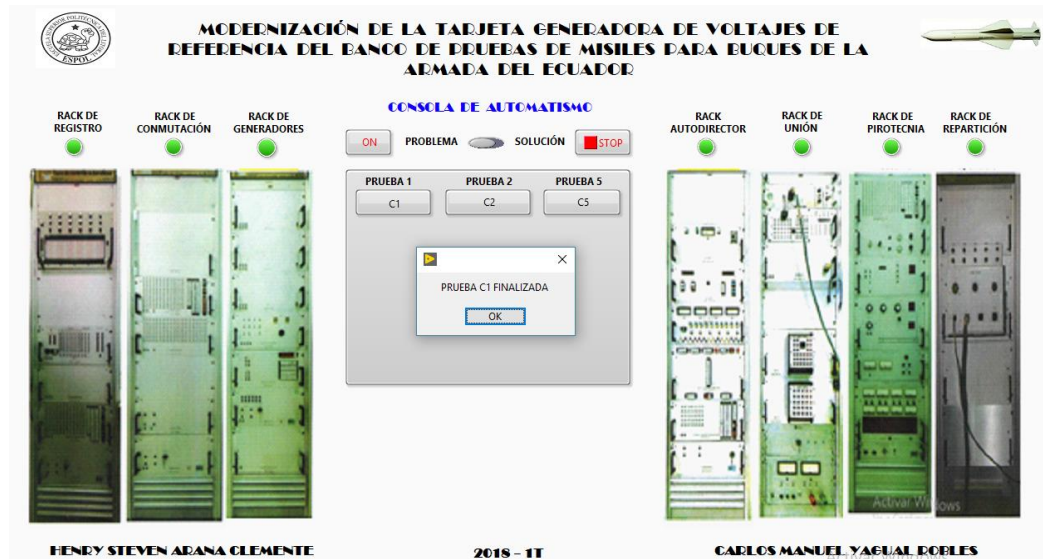 MODERNIZACIÓN DE LA TARJETA GENERADORA DE VOLTAJES DE
REFERENCIA DEL BANCO DE PRUEBAS DE MISILES PARA BUQUES DE LA
ARMADA DEL ECUADOR
ESPOL
CONSOLA DE AUTOMATISMO
RACK DE
REGISTRO
RACK DE
CONMUTACIÓN
RACK DE
GENERADORES
ON
PROBLEMA
SOLUCIÓN
STOP
RACK
AUTODIRECTOR
RACK DE
UNIÓN
RACK DE
PIROTECNIA
RACK DE
REPARTICIÓN
PRUEBA 1
PRUEBA 2
PRUEBA 5
C1
C2
C5
PRUEBA C1 FINALIZADA
OK
Activar Windows
HENRY STEVEN ARANA CLEMENTE
2018 - 1T
CARLOS MANUEL YAGUAL ROBLES